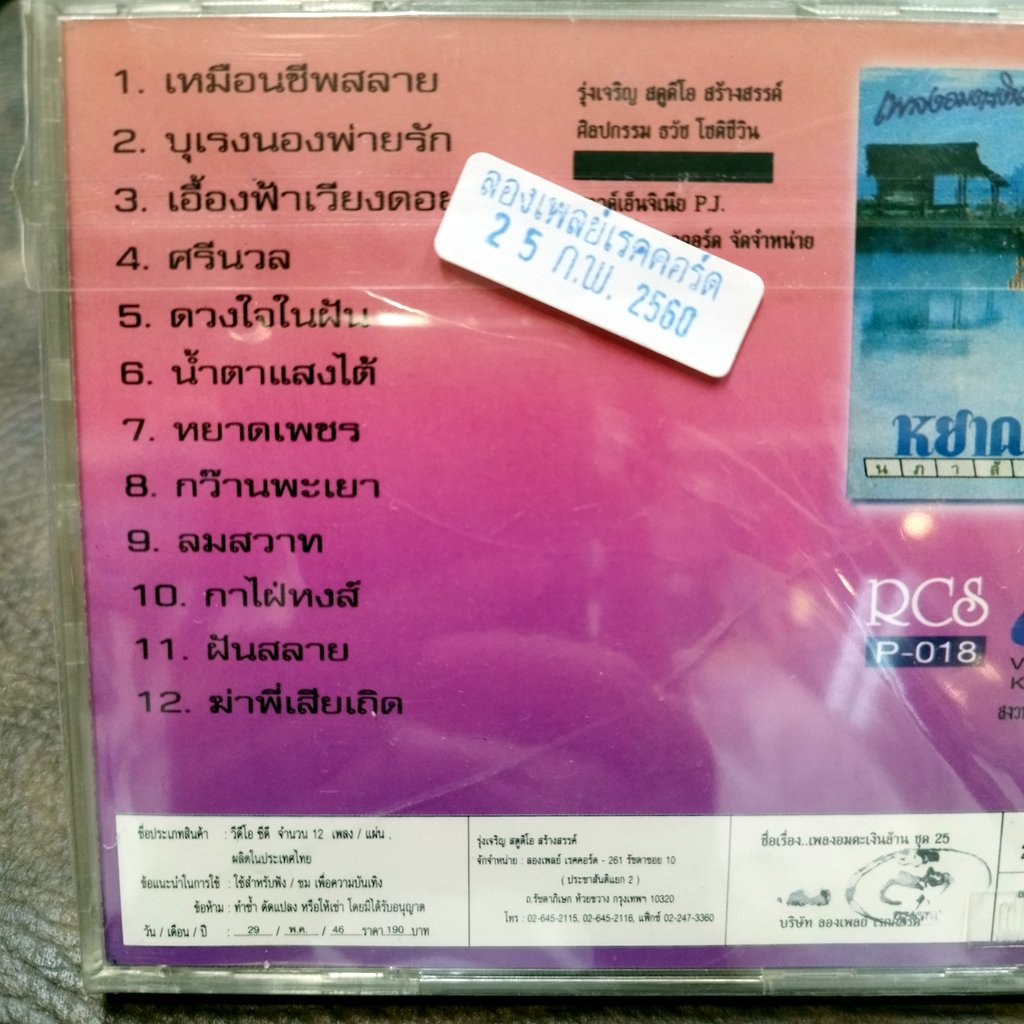 1. เหมือนชีพสลาย
2. บุเรงนองพ่ายรัก
3. เอื้องฟ้าเวียงดอย
4. ศรีนวล
5. ดวงใจในฝัน
6. น้ำตาแสงไต้
7. หยาดเพชร
8. กว๊านพะเยา
9. ลมสวาท
10. กาไฝ่หงส์
11. ฝันสลาย
12. ฆ่าพี่เสียเถิด
รุ่งเจริญ สตูดิโอ สร้างสรรค์
ศิลปกรรม ธวัช โชติชีวิน
เอ็นจิเนีย P.J.
จัดจำหน่าย
ลองเพลย์เรคคอร์ด
25 ก.พ. 2560
หยาด
น ภ า ส
RCS
P-018
ชื่อประเภทสินค้า : วีดีโอ ซีดี จำนวน 12 เพลง / แผ่น .
ผลิตในประเทศไทย
ข้อแนะนำในการใช้ : ใช้สำหรับฟัง / ชม เพื่อความบันเทิง
ข้อห้าม : ทำซ้ำ ดัดแปลง หรือให้เช่า โดยมิได้รับอนุญาต
วัน / เดือน / ปี : 29 / พ.ค. / 46 ราคา 190 บาท
รุ่งเจริญ สตูดิโอ สร้างสรรค์
จัดจำหน่าย : ลองเพลย์ เรคคอร์ด - 261 รัชดาซอย 10
( ประชาสันติแยก 2 )
ถ.รัชดาภิเษก ห้วยขวาง กรุงเทพฯ 10320
โทร : 02-645-2115, 02-645-2116, แฟ็กซ์ 02-247-3360
ชื่อเรื่อง..เพลงอมตะเงินล้าน ชุด 25
บริษัท ลองเพลย์ เรคคอร์ด